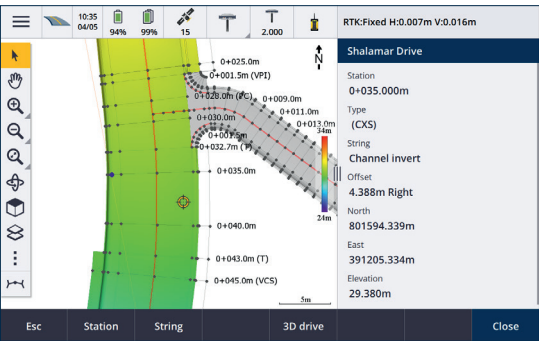 10:35
04/05
94%
99%
15
2.000
RTK:Fixed H:0.007m V:0.016m
N
0+025.0m
0+001.5m (VPI)
0+028.0m (PC)
0+009.0m
0+011.0m
0+030.0m
0+013.0m
34m
0+001.5m
0+032.7m (T)
0+035.0m
24m
0+040.0m
0+043.0m (T)
0+045.0m (VCS)
5m
Shalamar Drive
Station
0+035.000m
Type
(CXS)
String
Channel invert
Offset
4.388m Right
North
801594.339m
East
391205.334m
Elevation
29.380m
Esc
Station
String
3D drive
Close